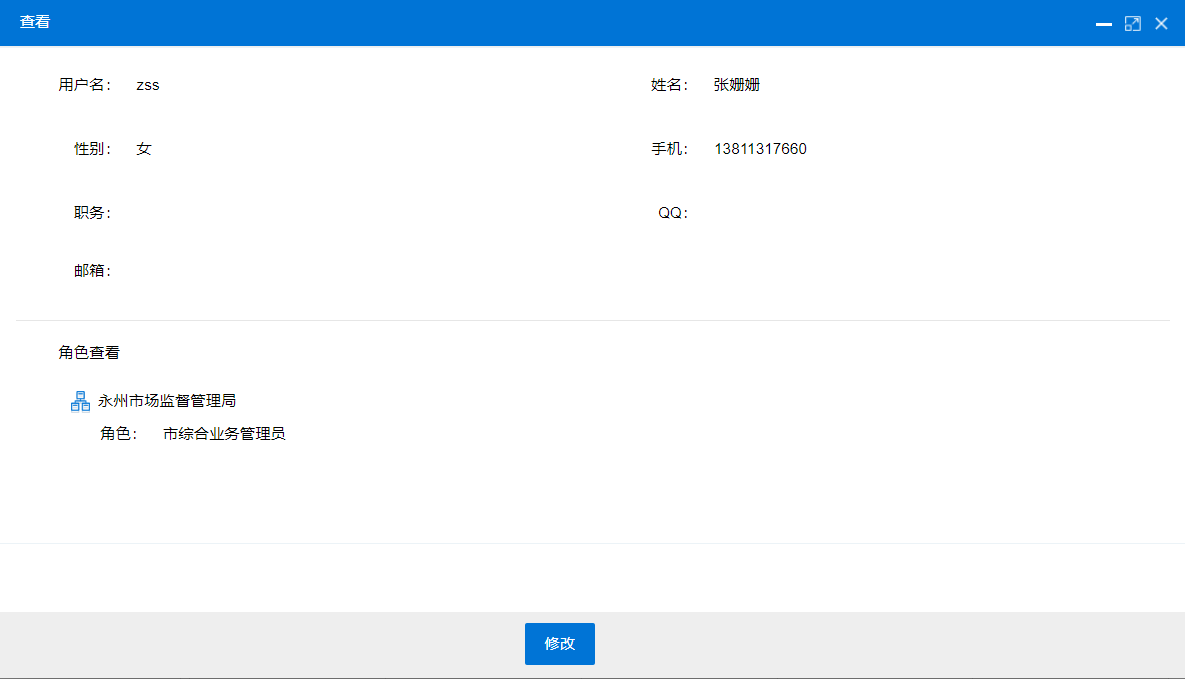 查看
用户名： zss 姓名： 张姗姗
性别： 女 手机： 13811317660
职务： QQ：
邮箱：
角色查看
永州市场监督管理局
角色： 市综合业务管理员
修改